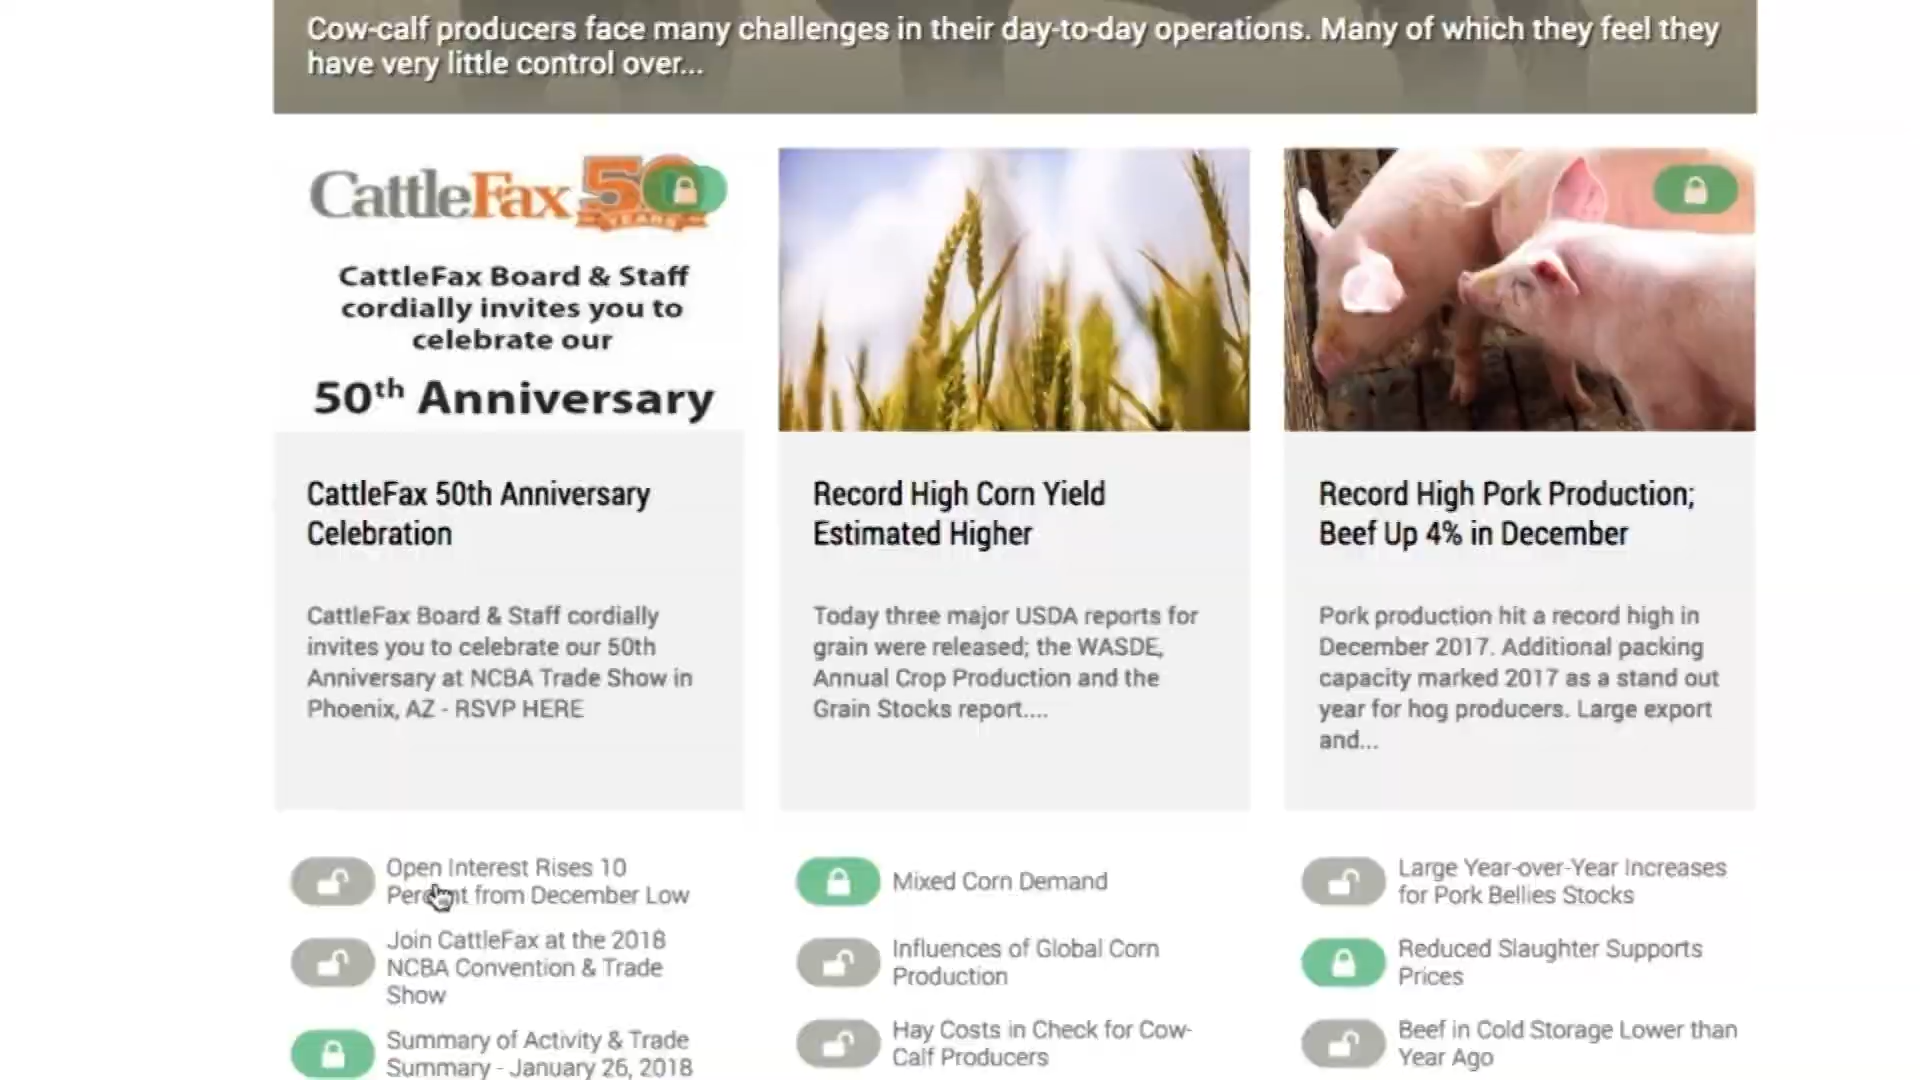 Cow-calf producers face many challenges in their day-to-day operations. Many of which they feel they
have very little control over...
CattleFax 50
YEARS
CattleFax Board & Staff
cordially invites you to
celebrate our
50th Anniversary
CattleFax 50th Anniversary
Celebration
CattleFax Board & Staff cordially
invites you to celebrate our 50th
Anniversary at NCBA Trade Show in
Phoenix, AZ - RSVP HERE
Record High Corn Yield
Estimated Higher
Today three major USDA reports for
grain were released; the WASDE,
Annual Crop Production and the
Grain Stocks report....
Record High Pork Production;
Beef Up 4% in December
Pork production hit a record high in
December 2017. Additional packing
capacity marked 2017 as a stand out
year for hog producers. Large export
and...
Open Interest Rises 10
Percent from December Low
Join CattleFax at the 2018
NCBA Convention & Trade
Show
Summary of Activity & Trade
Summary - January 26, 2018
Mixed Corn Demand
Influences of Global Corn
Production
Hay Costs in Check for Cow-
Calf Producers
Large Year-over-Year Increases
for Pork Bellies Stocks
Reduced Slaughter Supports
Prices
Beef in Cold Storage Lower than
Year Ago